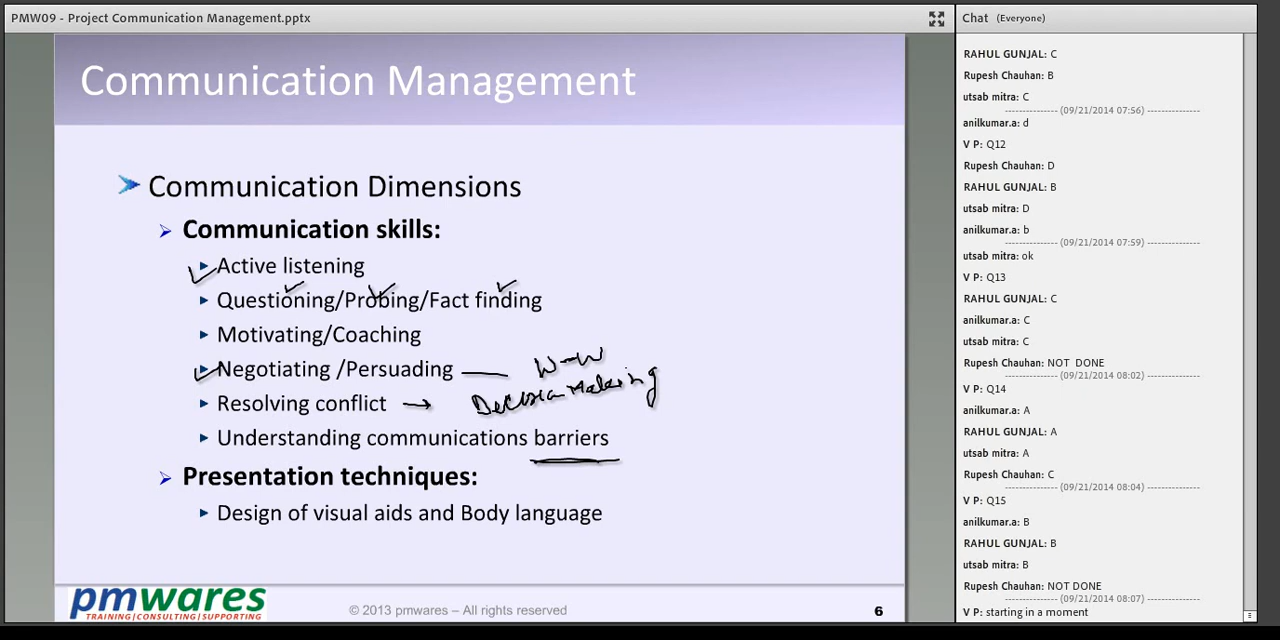 PMW09 - Project Communication Management.pptx
Communication Management
Communication Dimensions
Communication skills:
Active listening
Questioning/Probing/Fact finding
Motivating/Coaching
Negotiating /Persuading
W-W
Resolving conflict
Decision Making
Understanding communications barriers
Presentation techniques:
Design of visual aids and Body language
pmwares
TRAINING|CONSULTING|SUPPORTING
© 2013 pmwares – All rights reserved
6
Chat (Everyone)
RAHUL GUNJAL: C
Rupesh Chauhan: B
utsab mitra: C
--------------- (09/21/2014 07:56) ---------------
anilkumar.a: d
V P: Q12
Rupesh Chauhan: D
RAHUL GUNJAL: B
utsab mitra: D
anilkumar.a: b
--------------- (09/21/2014 07:59) ---------------
utsab mitra: ok
V P: Q13
RAHUL GUNJAL: C
anilkumar.a: C
utsab mitra: C
Rupesh Chauhan: NOT DONE
--------------- (09/21/2014 08:02) ---------------
V P: Q14
anilkumar.a: A
RAHUL GUNJAL: A
utsab mitra: A
Rupesh Chauhan: C
--------------- (09/21/2014 08:04) ---------------
V P: Q15
anilkumar.a: B
RAHUL GUNJAL: B
utsab mitra: B
Rupesh Chauhan: NOT DONE
--------------- (09/21/2014 08:07) ---------------
V P: starting in a moment